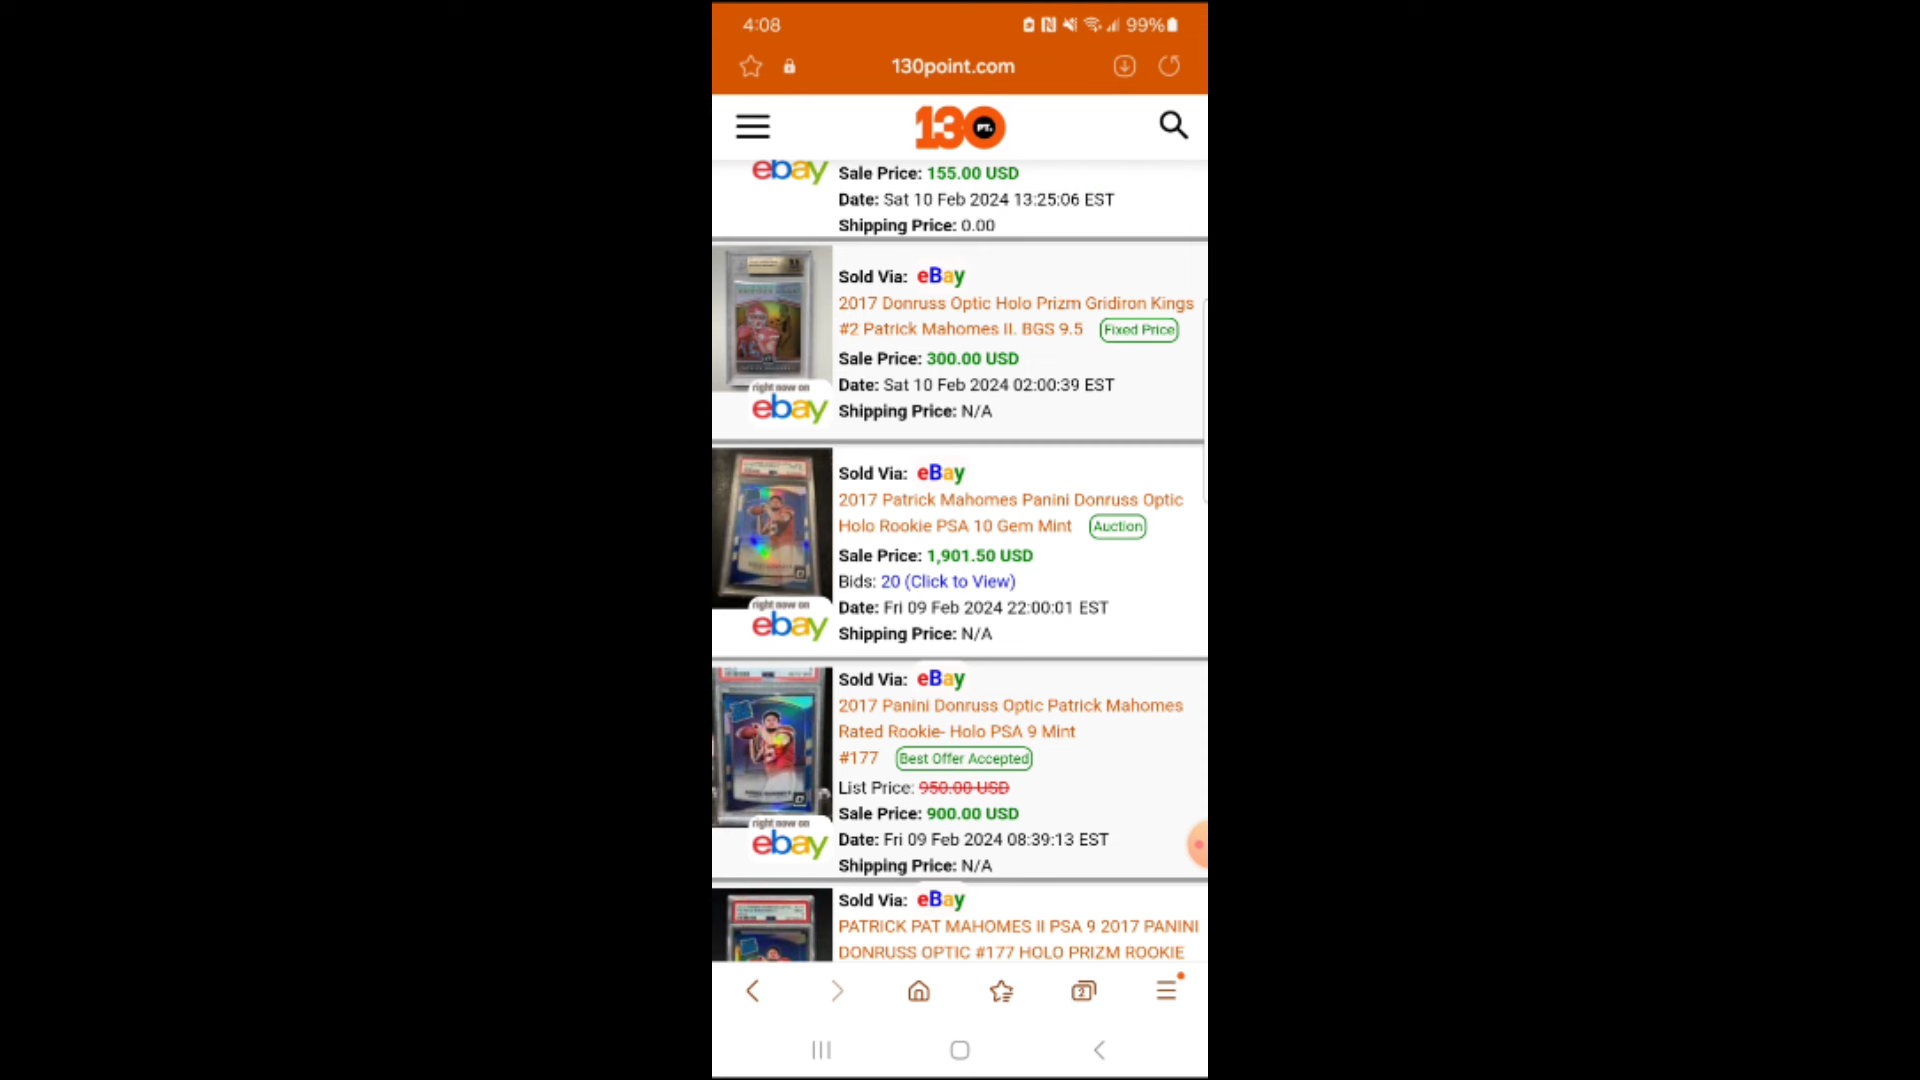 4:08
99%
130point.com
130 PT.
ebay
Sale Price: 155.00 USD
Date: Sat 10 Feb 2024 13:25:06 EST
Shipping Price: 0.00
Sold Via: eBay
2017 Donruss Optic Holo Prizm Gridiron Kings
#2 Patrick Mahomes II. BGS 9.5 Fixed Price
Sale Price: 300.00 USD
Date: Sat 10 Feb 2024 02:00:39 EST
Shipping Price: N/A
right now on
ebay
Sold Via: eBay
2017 Patrick Mahomes Panini Donruss Optic
Holo Rookie PSA 10 Gem Mint Auction
Sale Price: 1,901.50 USD
Bids: 20 (Click to View)
Date: Fri 09 Feb 2024 22:00:01 EST
Shipping Price: N/A
right now on
ebay
Sold Via: eBay
2017 Panini Donruss Optic Patrick Mahomes
Rated Rookie- Holo PSA 9 Mint
#177 Best Offer Accepted
List Price: 950.00 USD
Sale Price: 900.00 USD
Date: Fri 09 Feb 2024 08:39:13 EST
Shipping Price: N/A
right now on
ebay
Sold Via: eBay
PATRICK PAT MAHOMES II PSA 9 2017 PANINI
DONRUSS OPTIC #177 HOLO PRIZM ROOKIE
2